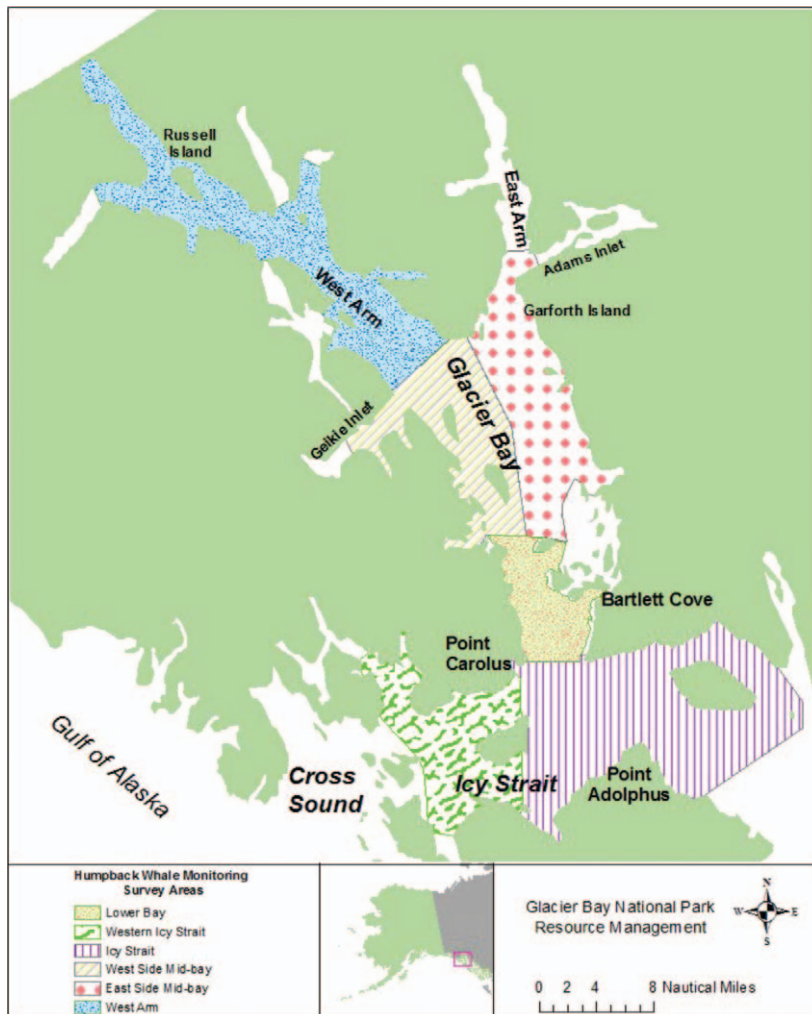 Russell
Island
East Arm
Adams Inlet
Garforth Island
West Arm
Glacier Bay
Geikie Inlet
Bartlett Cove
Point
Carolus
Gulf of Alaska
Cross
Sound
Icy Strait
Point
Adolphus
Humpback Whale Monitoring
Survey Areas
Lower Bay
Western Icy Strait
Icy Strait
West Side Mid-bay
East Side Mid-bay
West Arm
Glacier Bay National Park
Resource Management
N
W E
S
0 2 4 8 Nautical Miles